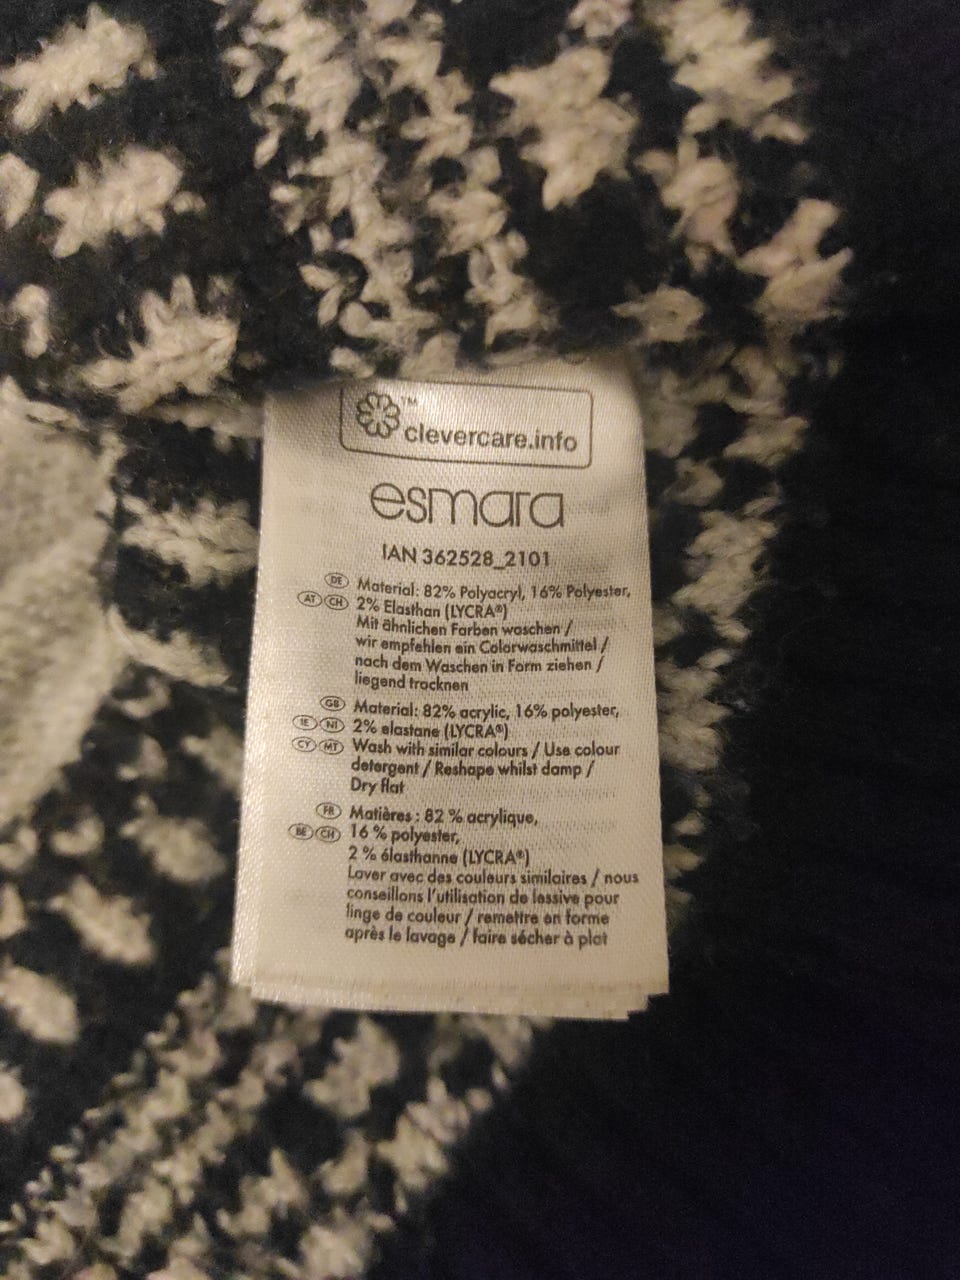 TM
clevercare.info
esmara
IAN 362528_2101
DE Material: 82% Polyacryl, 16% Polyester,
AT CH 2% Elasthan (LYCRA®)
Mit ähnlichen Farben waschen /
wir empfehlen ein Colorwaschmittel /
nach dem Waschen in Form ziehen /
liegend trocknen
GB Material: 82% acrylic, 16% polyester,
IE NI 2% elastane (LYCRA®)
CY MT Wash with similar colours / Use colour
detergent / Reshape whilst damp /
Dry flat
FR Matières : 82 % acrylique,
BE CH 16 % polyester,
2 % élasthanne (LYCRA®)
Laver avec des couleurs similaires / nous
conseillons l'utilisation de lessive pour
linge de couleur / remettre en forme
après le lavage / faire sécher à plat